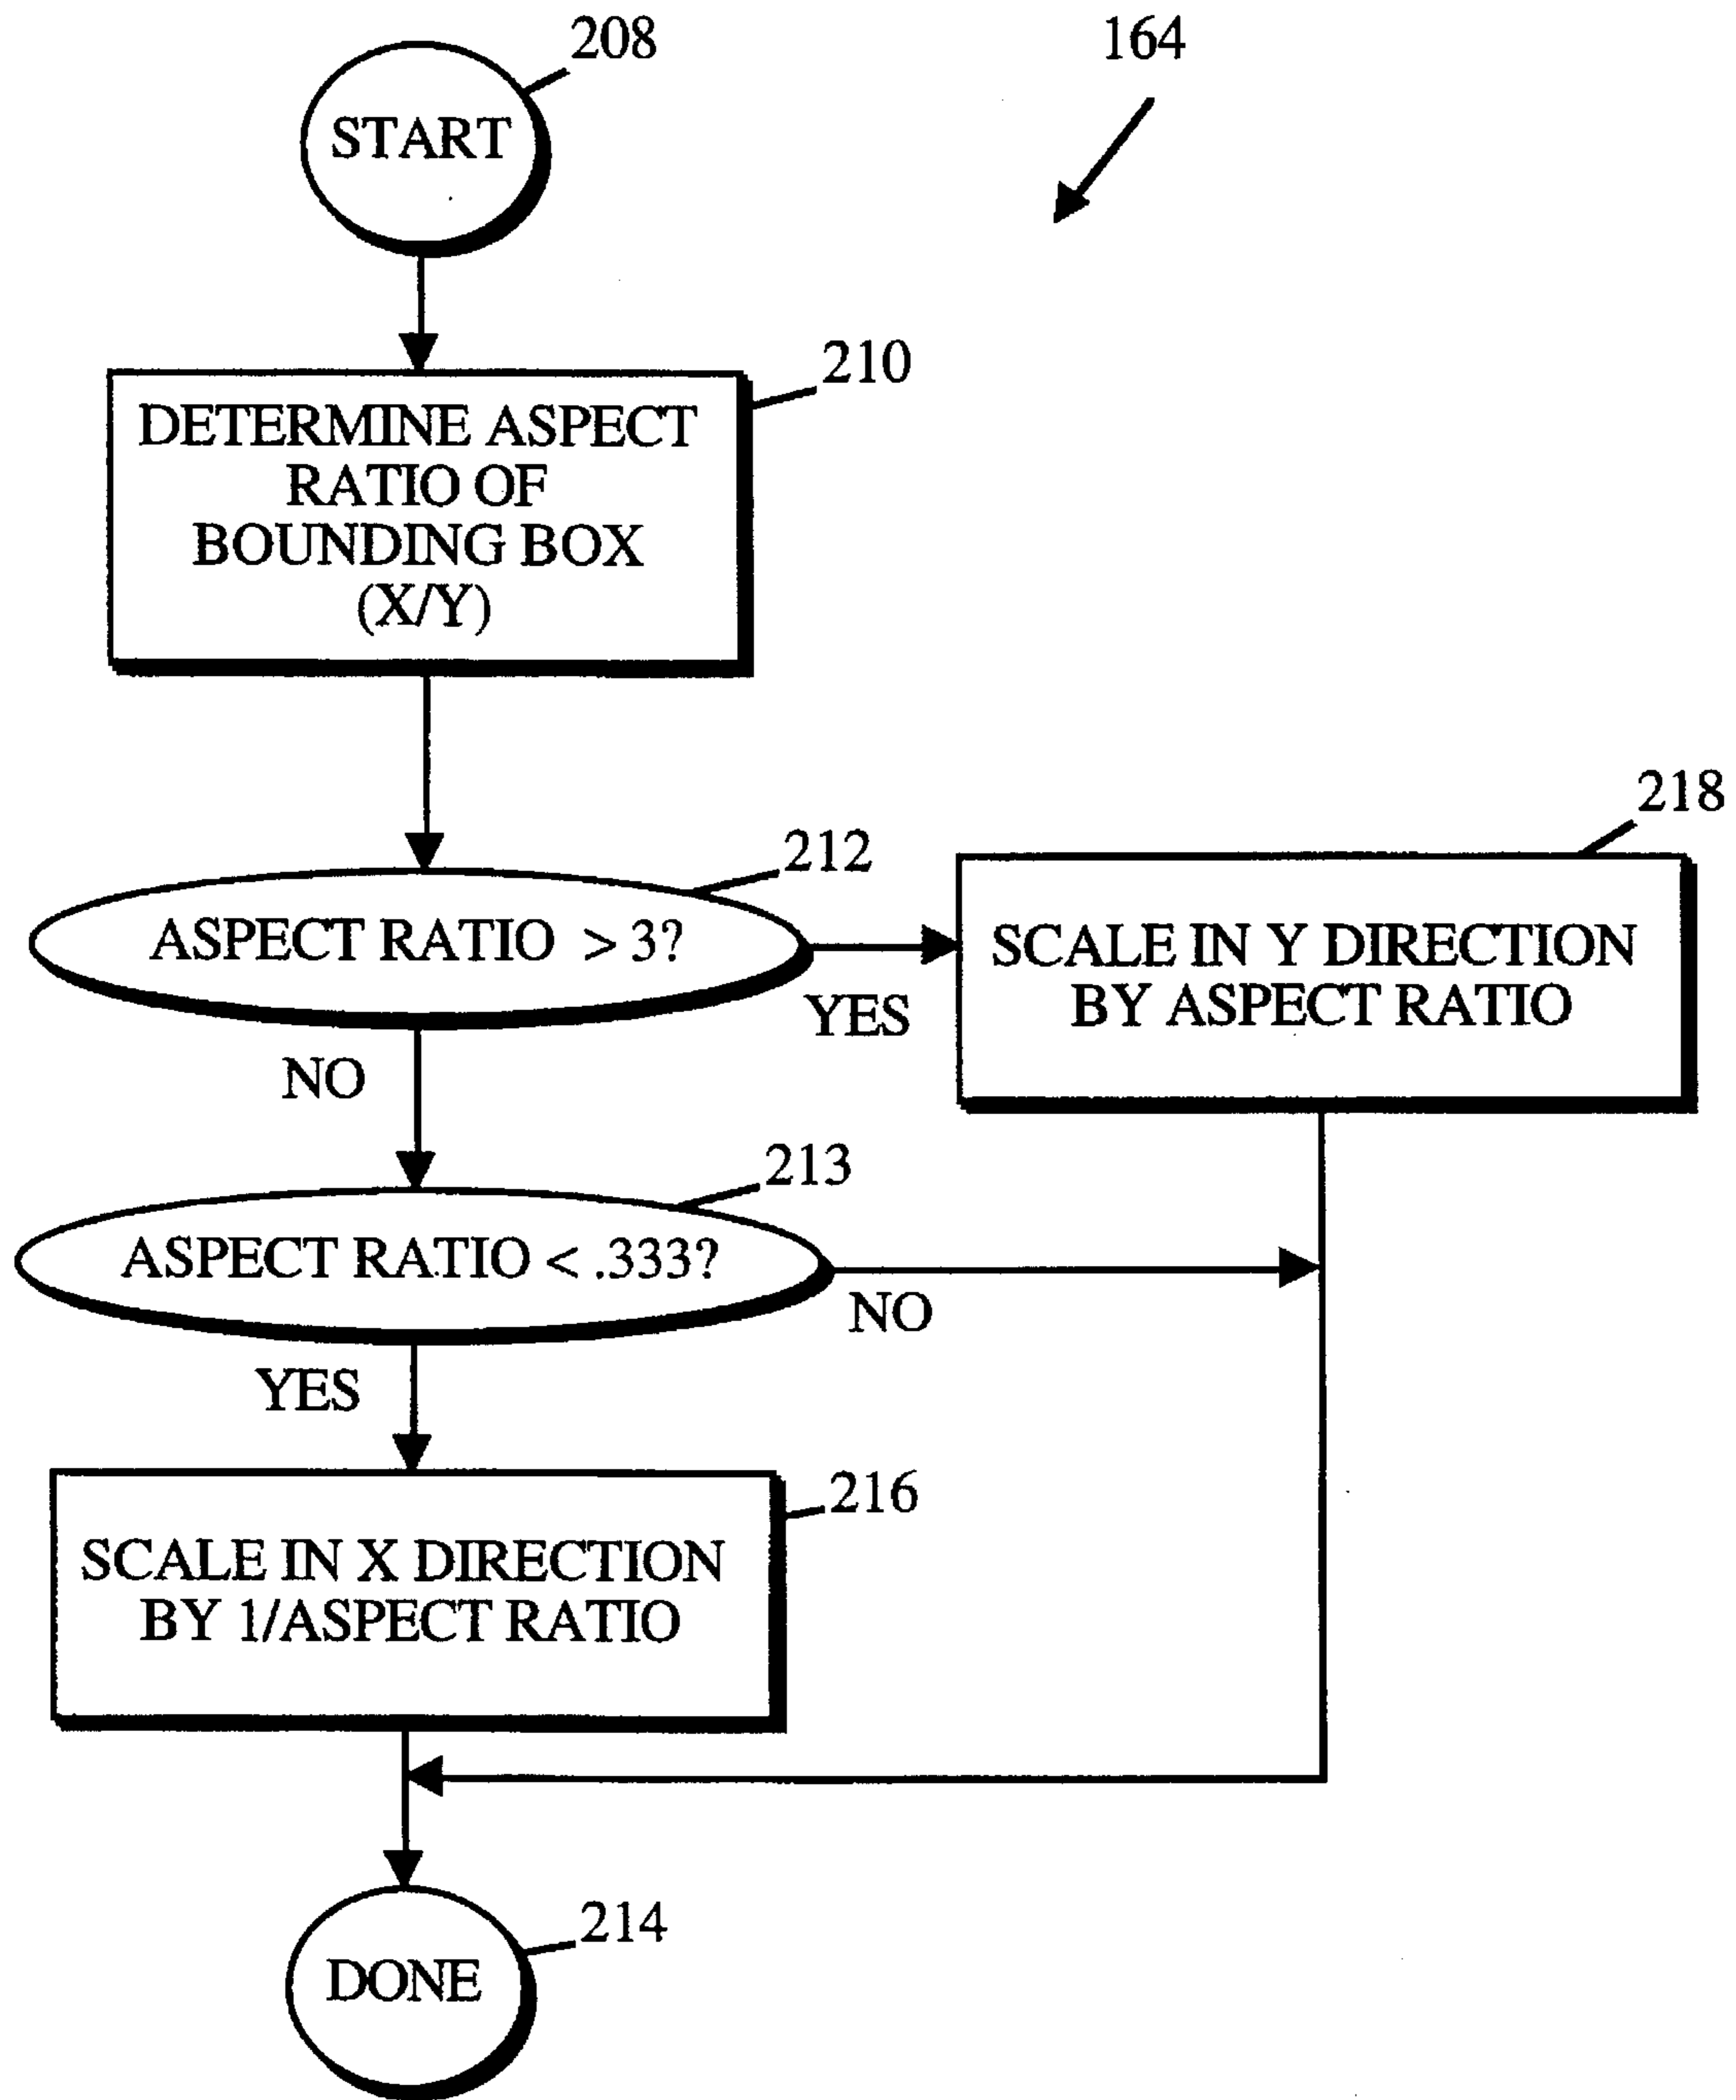 208
164
START
210
DETERMINE ASPECT
RATIO OF
BOUNDING BOX
(X/Y)
212
218
ASPECT RATIO > 3?
SCALE IN Y DIRECTION
BY ASPECT RATIO
YES
NO
213
ASPECT RATIO < .333?
NO
YES
216
SCALE IN X DIRECTION
BY 1/ASPECT RATIO
214
DONE